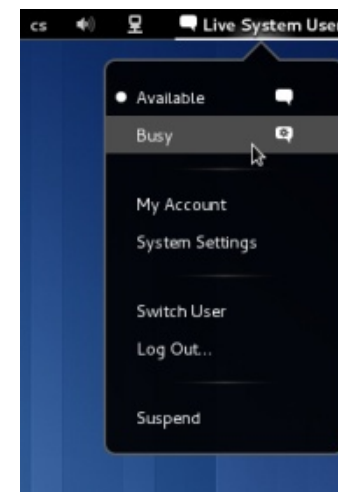 cs Live System User
Available
Busy
My Account
System Settings
Switch User
Log Out...
Suspend